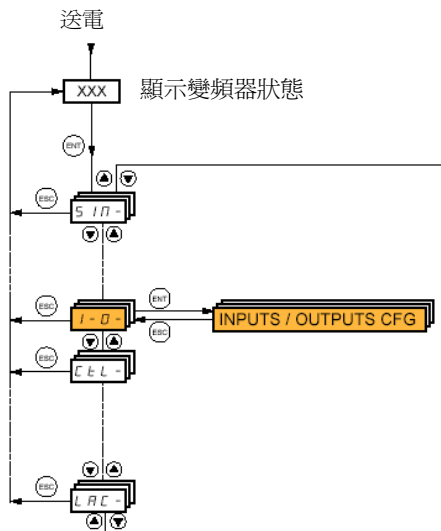 送電
XXX
顯示變頻器狀態
ENT
ESC
SIM-
ENT
ESC
I-O-
INPUTS / OUTPUTS CFG
ESC
ESC
CtL-
ESC
LAC-